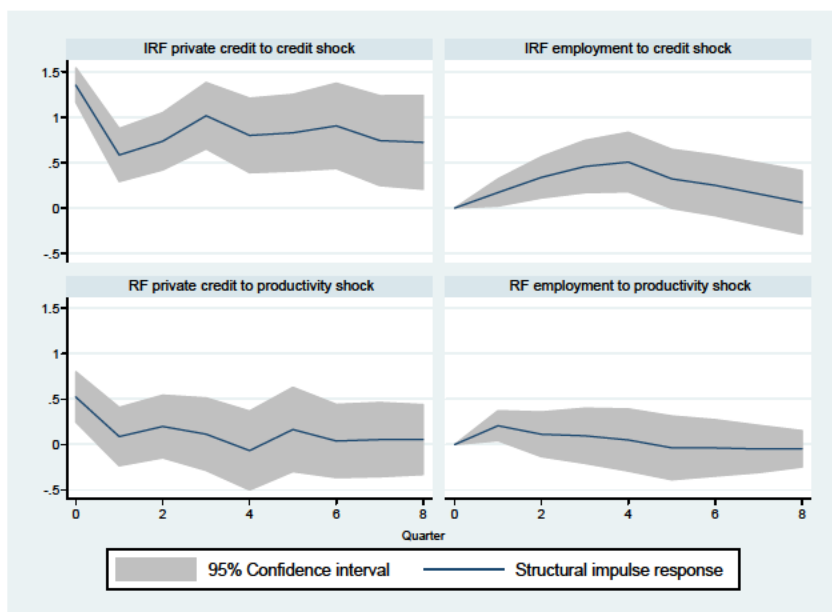 IRF private credit to credit shock
IRF employment to credit shock
1.5
1
.5
0
-.5
RF private credit to productivity shock
RF employment to productivity shock
1.5
1
.5
0
-.5
0 2 4 6 8
0 2 4 6 8
Quarter
95% Confidence interval
Structural impulse response